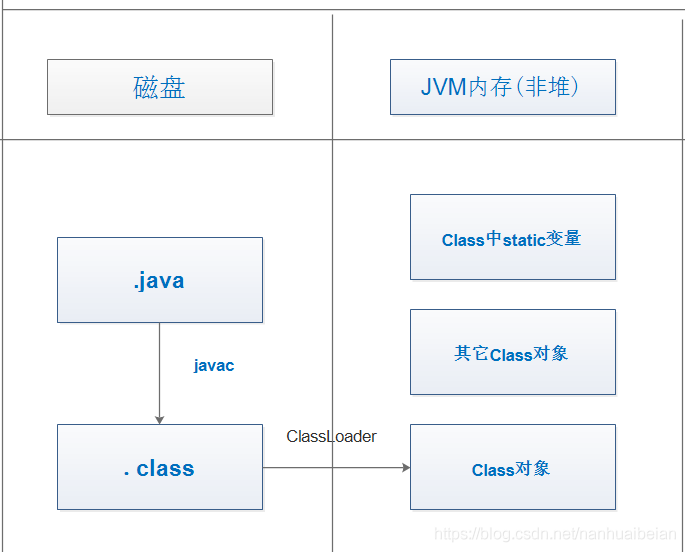 磁盘
JVM内存(非堆)
Class中static变量
.java
其它Class对象
javac
ClassLoader
. class
Class对象
https://blog.csdn.net/nanhuaibeian